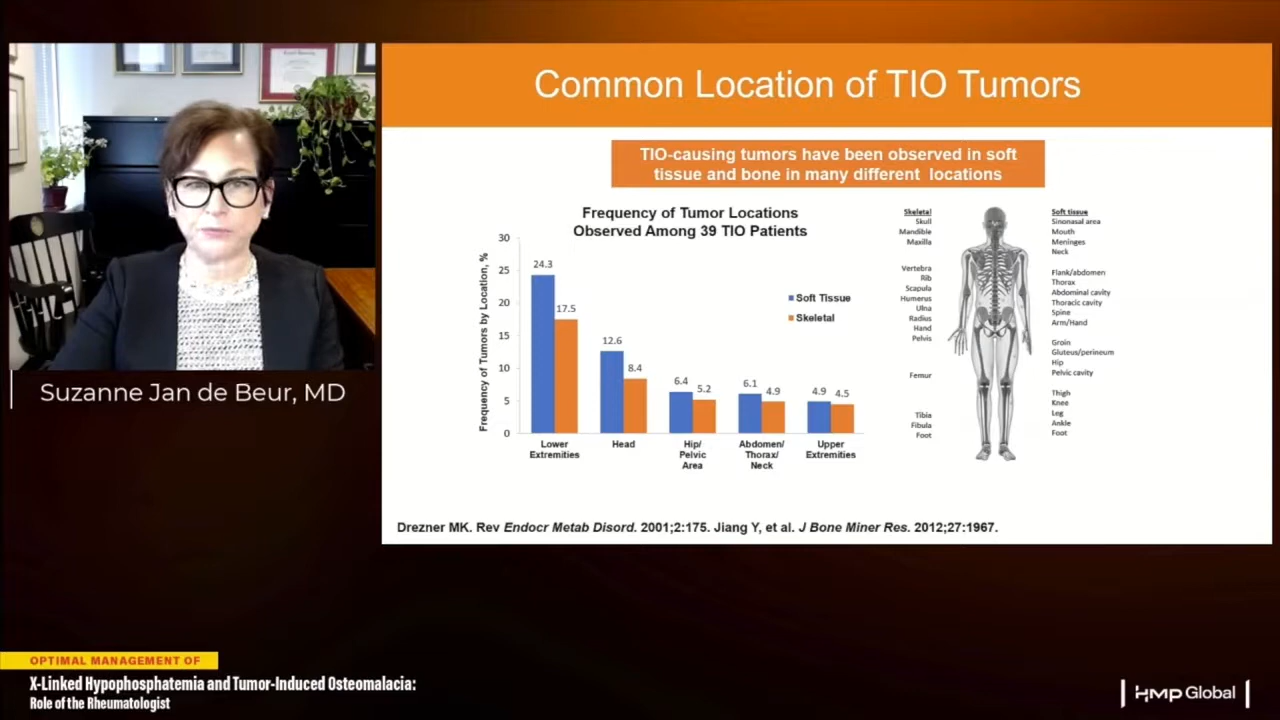 Common Location of TIO Tumors
TIO-causing tumors have been observed in soft
tissue and bone in many different locations
Frequency of Tumor Locations
Observed Among 39 TIO Patients
Frequency of Tumors by Location, %
30
25
20
15
10
5
0
24.3
17.5
12.6
8.4
6.4
5.2
6.1
4.9
4.9
4.5
Soft Tissue
Skeletal
Lower
Extremities
Head
Hip/
Pelvic
Area
Abdomen/
Thorax/
Neck
Upper
Extremities
Skeletal
Skull
Mandible
Maxilla
Vertebra
Rib
Scapula
Humerus
Ulna
Radius
Hand
Pelvis
Femur
Tibia
Fibula
Foot
Soft tissue
Sinonasal area
Mouth
Meninges
Neck
Flank/abdomen
Thorax
Abdominal cavity
Thoracic cavity
Spine
Arm/Hand
Groin
Gluteus/perineum
Hip
Pelvic cavity
Thigh
Knee
Leg
Ankle
Foot
Drezner MK. Rev Endocr Metab Disord. 2001;2:175. Jiang Y, et al. J Bone Miner Res. 2012;27:1967.
Suzanne Jan de Beur, MD
OPTIMAL MANAGEMENT OF
X-Linked Hypophosphatemia and Tumor-Induced Osteomalacia:
Role of the Rheumatologist
HMP Global